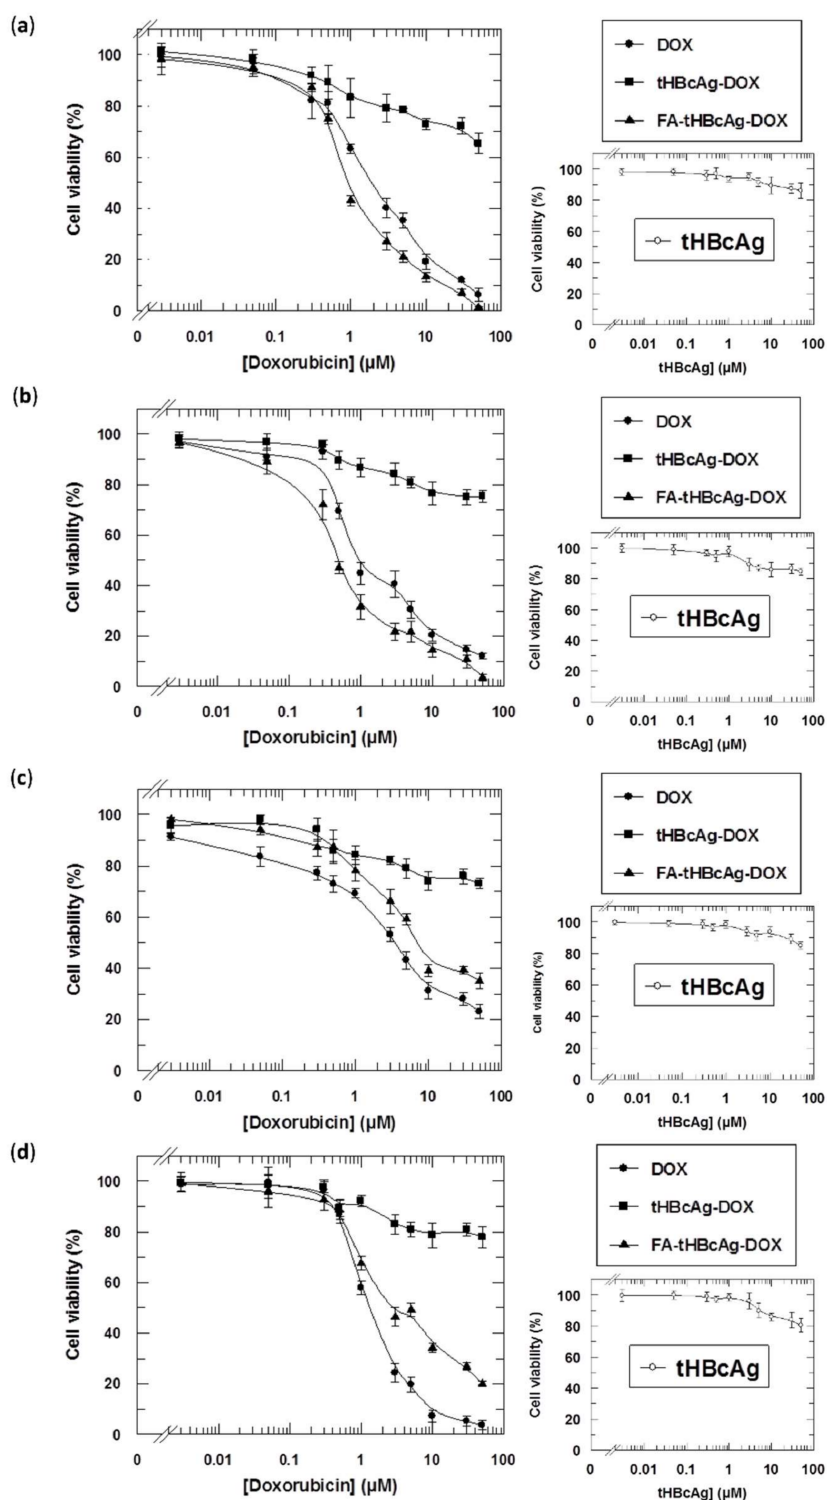 (a)
100
80
60
40
20
0
Cell viability (%)
0 0.01 0.1 1 10 100
[Doxorubicin] (µM)
DOX
tHBcAg-DOX
FA-tHBcAg-DOX
100
80
60
40
20
0
Cell viability (%)
tHBcAg
0 0.01 0.1 1 10 100
tHBcAg] (µM)
(b)
100
80
60
40
20
0
Cell viability (%)
0 0.01 0.1 1 10 100
[Doxorubicin] (µM)
DOX
tHBcAg-DOX
FA-tHBcAg-DOX
100
80
60
40
20
0
Cell viability (%)
tHBcAg
0 0.01 0.1 1 10 100
tHBcAg] (µM)
(c)
100
80
60
40
20
0
Cell viability (%)
0 0.01 0.1 1 10 100
[Doxorubicin] (µM)
DOX
tHBcAg-DOX
FA-tHBcAg-DOX
100
80
60
40
20
0
Cell viability (%)
tHBcAg
0 0.01 0.1 1 10 100
tHBcAg] (µM)
(d)
100
80
60
40
20
0
Cell viability (%)
0 0.01 0.1 1 10 100
[Doxorubicin] (µM)
DOX
tHBcAg-DOX
FA-tHBcAg-DOX
100
80
60
40
20
0
Cell viability (%)
tHBcAg
0 0.01 0.1 1 10 100
tHBcAg] (µM)